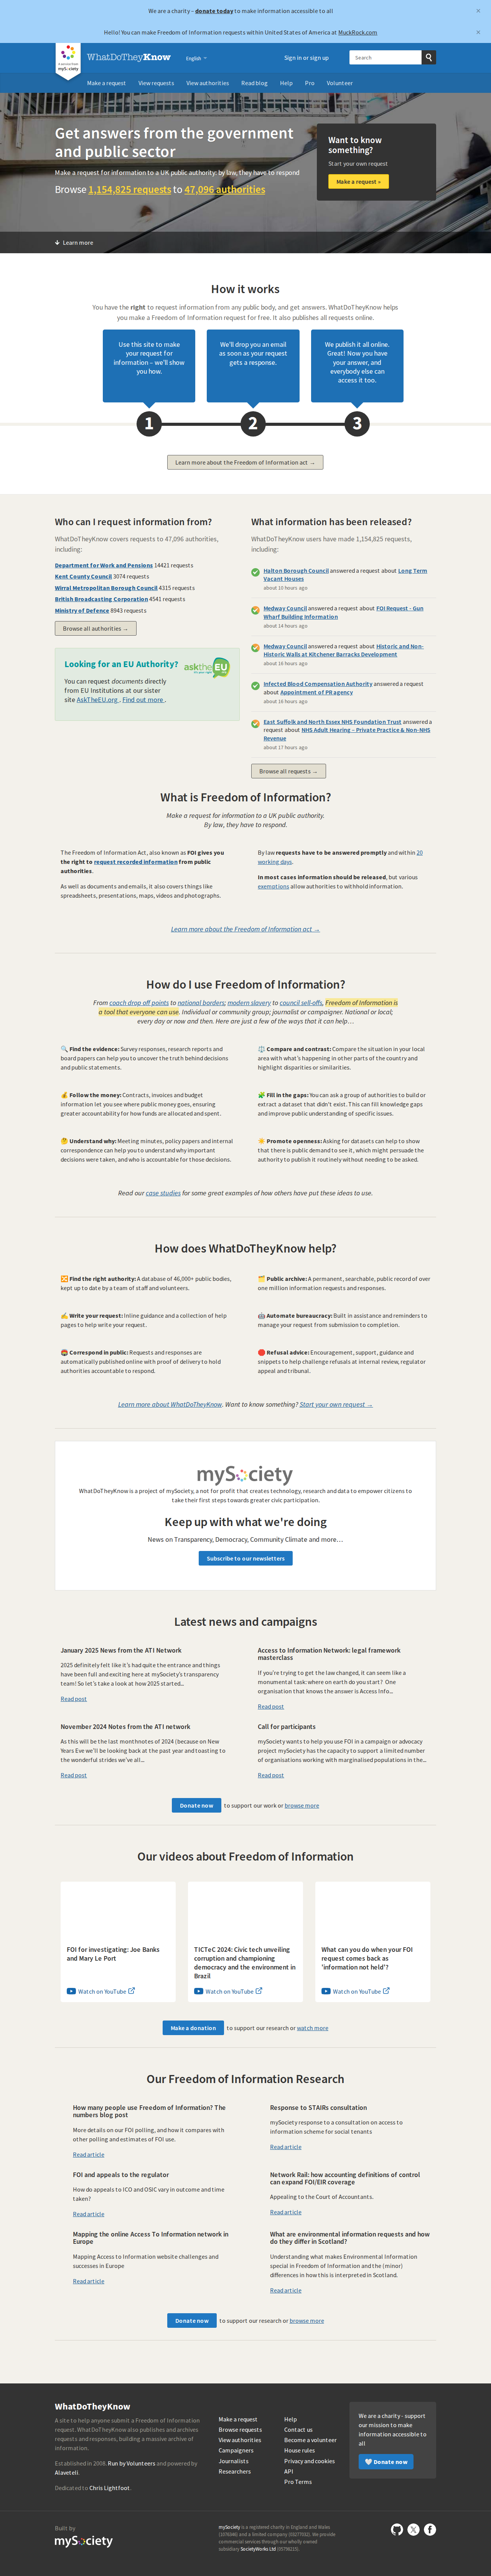 We are a charity – donate today to make information accessible to all
×
Hello! You can make Freedom of Information requests within United States of America at MuckRock.com
×
A project from
mySociety
WhatDoTheyKnow
English
Sign in or sign up
Search
Make a request
View requests
View authorities
Read blog
Help
Pro
Volunteer
Get answers from the government
and public sector
Make a request for information to a UK public authority: by law, they have to respond
Browse 1,154,825 requests to 47,096 authorities
Want to know
something?
Start your own request
Make a request »
↓ Learn more
How it works
You have the right to request information from any public body, and get answers. WhatDoTheyKnow helps
you make a Freedom of Information request for free. It also publishes all requests online.
Use this site to make
your request for
information – we'll show
you how.
We'll drop you an email
as soon as your request
gets a response.
We publish it all online.
Great! Now you have
your answer, and
everybody else can
access it too.
1
2
3
Learn more about the Freedom of Information act →
Who can I request information from?
WhatDoTheyKnow covers requests to 47,096 authorities,
including:
Department for Work and Pensions 14421 requests
Kent County Council 3074 requests
Wirral Metropolitan Borough Council 4315 requests
British Broadcasting Corporation 4541 requests
Ministry of Defence 8943 requests
Browse all authorities →
Looking for an EU Authority?
You can request documents directly
from EU Institutions at our sister
site AskTheEU.org . Find out more .
asktheEU
it's your right
What information has been released?
WhatDoTheyKnow users have made 1,154,825 requests,
including:
Halton Borough Council answered a request about Long Term
Vacant Houses
about 10 hours ago
Medway Council answered a request about FOI Request - Gun
Wharf Building Information
about 14 hours ago
Medway Council answered a request about Historic and Non-
Historic Walls at Kitchener Barracks Development
about 16 hours ago
Infected Blood Compensation Authority answered a request
about Appointment of PR agency
about 16 hours ago
East Suffolk and North Essex NHS Foundation Trust answered a
request about NHS Adult Hearing – Private Practice & Non-NHS
Revenue
about 17 hours ago
Browse all requests →
What is Freedom of Information?
Make a request for information to a UK public authority.
By law, they have to respond.
The Freedom of Information Act, also known as FOI gives you
the right to request recorded information from public
authorities.
As well as documents and emails, it also covers things like
spreadsheets, presentations, maps, videos and photographs.
By law requests have to be answered promptly and within 20
working days.
In most cases information should be released, but various
exemptions allow authorities to withhold information.
Learn more about the Freedom of Information act →
How do I use Freedom of Information?
From coach drop off points to national borders; modern slavery to council sell-offs, Freedom of Information is
a tool that everyone can use. Individual or community group; journalist or campaigner. National or local;
every day or now and then. Here are just a few of the ways that it can help…
🔍 Find the evidence: Survey responses, research reports and
board papers can help you to uncover the truth behind decisions
and public statements.
⚖️ Compare and contrast: Compare the situation in your local
area with what's happening in other parts of the country and
highlight disparities or similarities.
💰 Follow the money: Contracts, invoices and budget
information let you see where public money goes, ensuring
greater accountability for how funds are allocated and spent.
🧩 Fill in the gaps: You can ask a group of authorities to build or
extract a dataset that didn't exist. This can fill knowledge gaps
and improve public understanding of specific issues.
🤔 Understand why: Meeting minutes, policy papers and internal
correspondence can help you to understand why important
decisions were taken, and who is accountable for those decisions.
☀️ Promote openness: Asking for datasets can help to show
that there is public demand to see it, which might persuade the
authority to publish it routinely without needing to be asked.
Read our case studies for some great examples of how others have put these ideas to use.
How does WhatDoTheyKnow help?
🔀 Find the right authority: A database of 46,000+ public bodies,
kept up to date by a team of staff and volunteers.
🗂️ Public archive: A permanent, searchable, public record of over
one million information requests and responses.
✍️ Write your request: Inline guidance and a collection of help
pages to help write your request.
🤖 Automate bureaucracy: Built in assistance and reminders to
manage your request from submission to completion.
📮 Correspond in public: Requests and responses are
automatically published online with proof of delivery to hold
authorities accountable to respond.
🛑 Refusal advice: Encouragement, support, guidance and
snippets to help challenge refusals at internal review, regulator
appeal and tribunal.
Learn more about WhatDoTheyKnow. Want to know something? Start your own request →
mySociety
WhatDoTheyKnow is a project of mySociety, a not for profit that creates technology, research and data to empower citizens to
take their first steps towards greater civic participation.
Keep up with what we're doing
News on Transparency, Democracy, Community Climate and more…
Subscribe to our newsletters
Latest news and campaigns
January 2025 News from the ATI Network
2025 definitely felt like it's had quite the entrance and things
have been full and exciting here at mySociety's transparency
team! So let's take a look at how 2025 started...
Read post
Access to Information Network: legal framework
masterclass
If you're trying to get the law changed, it can seem like a
monumental task: where on earth do you start? One
organisation that knows the answer is Access Info...
Read post
November 2024 Notes from the ATI network
As this will be the last monthnotes of 2024 (because on New
Years Eve we'll be looking back at the past year and toasting to
the wonderful strides we've all...
Read post
Call for participants
mySociety wants to help you use FOI in a campaign or advocacy
project mySociety has the capacity to support a limited number
of organisations working with marginalised populations in the...
Read post
Donate now to support our work or browse more
Our videos about Freedom of Information
FOI for investigating: Joe Banks
and Mary Le Port
Watch on YouTube
TICTeC 2024: Civic tech unveiling
corruption and championing
democracy and the environment in
Brazil
Watch on YouTube
What can you do when your FOI
request comes back as
'information not held'?
Watch on YouTube
Make a donation to support our research or watch more
Our Freedom of Information Research
How many people use Freedom of Information? The
numbers blog post
More details on our FOI polling, and how it compares with
other polling and estimates of FOI use.
Read article
Response to STAIRs consultation
mySociety response to a consultation on access to
information scheme for social tenants
Read article
FOI and appeals to the regulator
How do appeals to ICO and OSIC vary in outcome and time
taken?
Read article
Network Rail: how accounting definitions of control
can expand FOI/EIR coverage
Appealing to the Court of Accountants.
Read article
Mapping the online Access To Information network in
Europe
Mapping Access to Information website challenges and
successes in Europe
Read article
What are environmental information requests and how
do they differ in Scotland?
Understanding what makes Environmental Information
special in Freedom of Information and the (minor)
differences in how this is interpreted in Scotland.
Read article
Donate now to support our research or browse more
WhatDoTheyKnow
A site to help anyone submit a Freedom of Information
request. WhatDoTheyKnow also publishes and archives
requests and responses, building a massive archive of
information.
Established in 2008. Run by Volunteers and powered by
Alaveteli.
Dedicated to Chris Lightfoot.
Make a request
Browse requests
View authorities
Campaigners
Journalists
Researchers
Help
Contact us
Become a volunteer
House rules
Privacy and cookies
API
Pro Terms
We are a charity - support
our mission to make
information accessible to
all
🤍 Donate now
Built by
mySociety
mySociety is a registered charity in England and Wales
(1076346) and a limited company (03277032). We provide
commercial services through our wholly owned
subsidiary SocietyWorks Ltd (05798215).